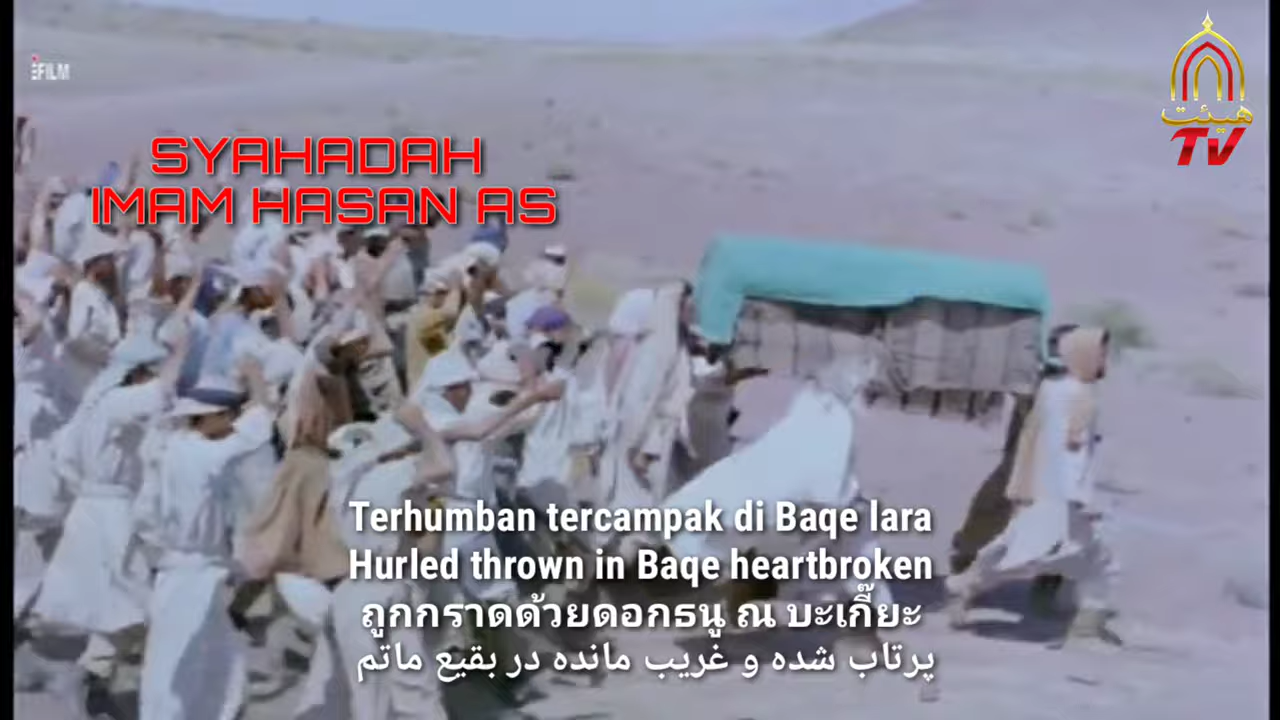 iFILM
هيئت
TV
SYAHADAH
IMAM HASAN AS
Terhumban tercampak di Baqe lara
Hurled thrown in Baqe heartbroken
ถูกกราดด้วยดอกธนู ณ บะเกี๊ยะ
پرتاب شده و غریب مانده در بقیع ماتم